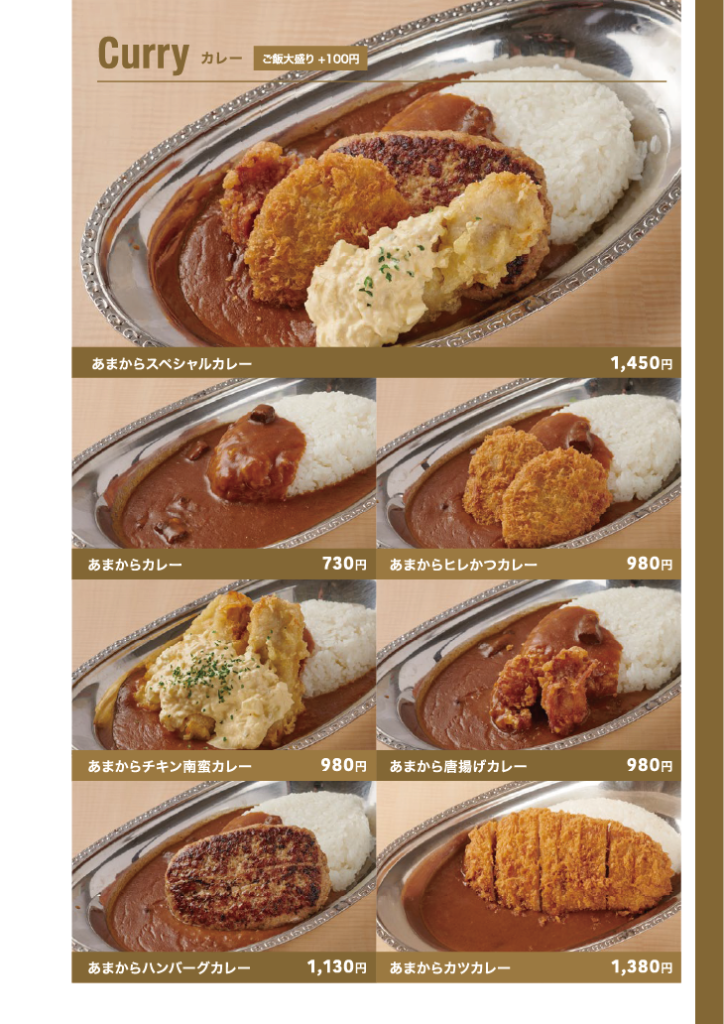 Curry カレー ご飯大盛り +100円
あまからスペシャルカレー 1,450円
あまからカレー 730円
あまからヒレかつカレー 980円
あまからチキン南蛮カレー 980円
あまから唐揚げカレー 980円
あまからハンバーグカレー 1,130円
あまからカツカレー 1,380円